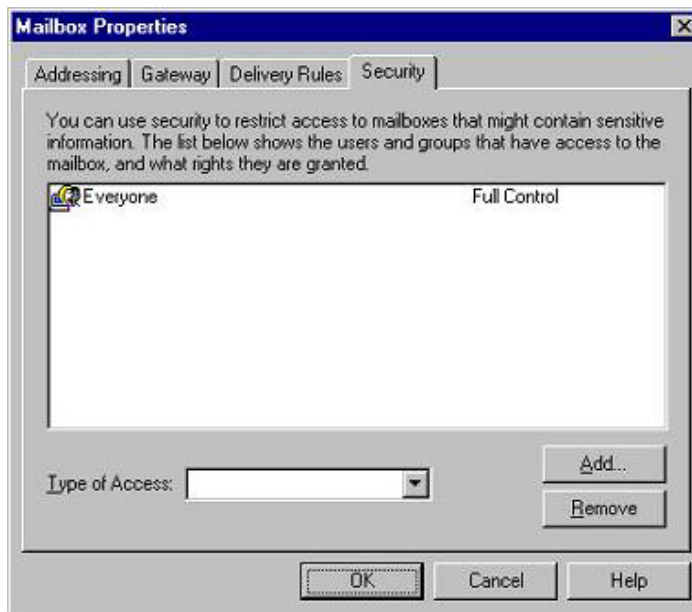 Mailbox Properties
Addressing Gateway Delivery Rules Security
You can use security to restrict access to mailboxes that might contain sensitive
information. The list below shows the users and groups that have access to the
mailbox, and what rights they are granted.
Everyone Full Control
Type of Access:
Add...
Remove
OK Cancel Help